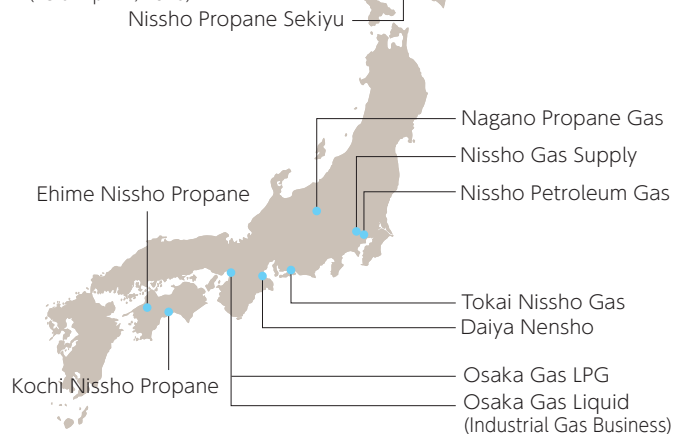 Nissho Propane Sekiyu
Nagano Propane Gas
Nissho Gas Supply
Ehime Nissho Propane
Nissho Petroleum Gas
Tokai Nissho Gas
Daiya Nensho
Osaka Gas LPG
Kochi Nissho Propane
Osaka Gas Liquid
(Industrial Gas Business)